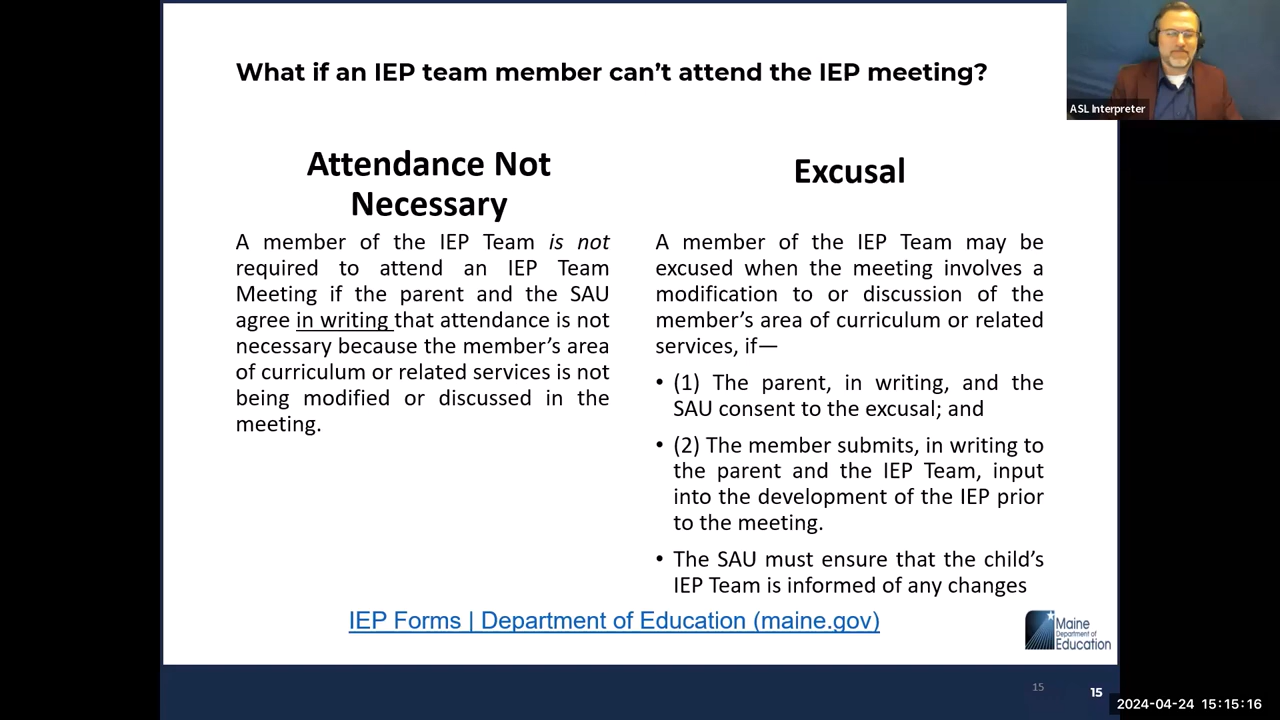 What if an IEP team member can’t attend the IEP meeting?
ASL Interpreter
Attendance Not
Necessary
A member of the IEP Team is not
required to attend an IEP Team
Meeting if the parent and the SAU
agree in writing that attendance is not
necessary because the member’s area
of curriculum or related services is not
being modified or discussed in the
meeting.
Excusal
A member of the IEP Team may be
excused when the meeting involves a
modification to or discussion of the
member’s area of curriculum or related
services, if—
• (1) The parent, in writing, and the
SAU consent to the excusal; and
• (2) The member submits, in writing to
the parent and the IEP Team, input
into the development of the IEP prior
to the meeting.
• The SAU must ensure that the child’s
IEP Team is informed of any changes
IEP Forms | Department of Education (maine.gov)
Maine
Department of
Education
15
15
2024-04-24 15:15:16